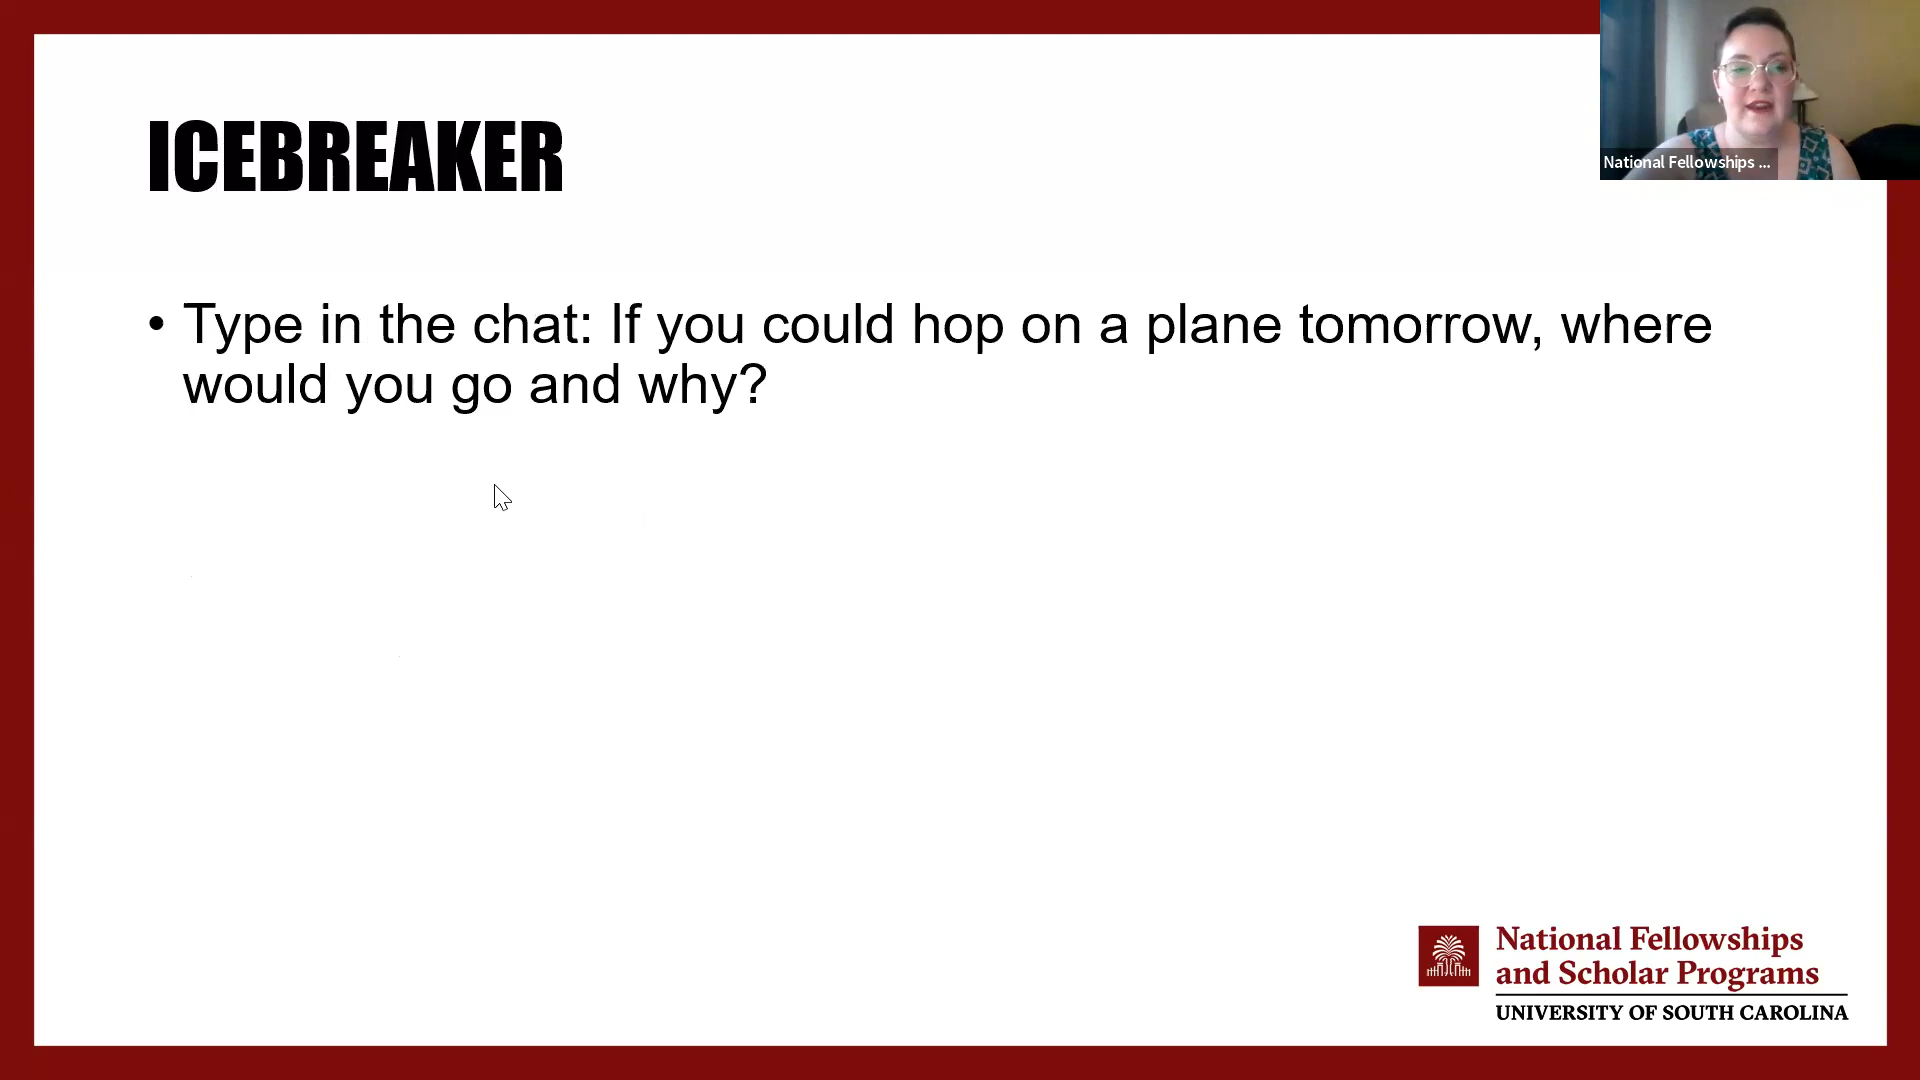 ICEBREAKER
• Type in the chat: If you could hop on a plane tomorrow, where
would you go and why?
National Fellowships ...
National Fellowships
and Scholar Programs
UNIVERSITY OF SOUTH CAROLINA